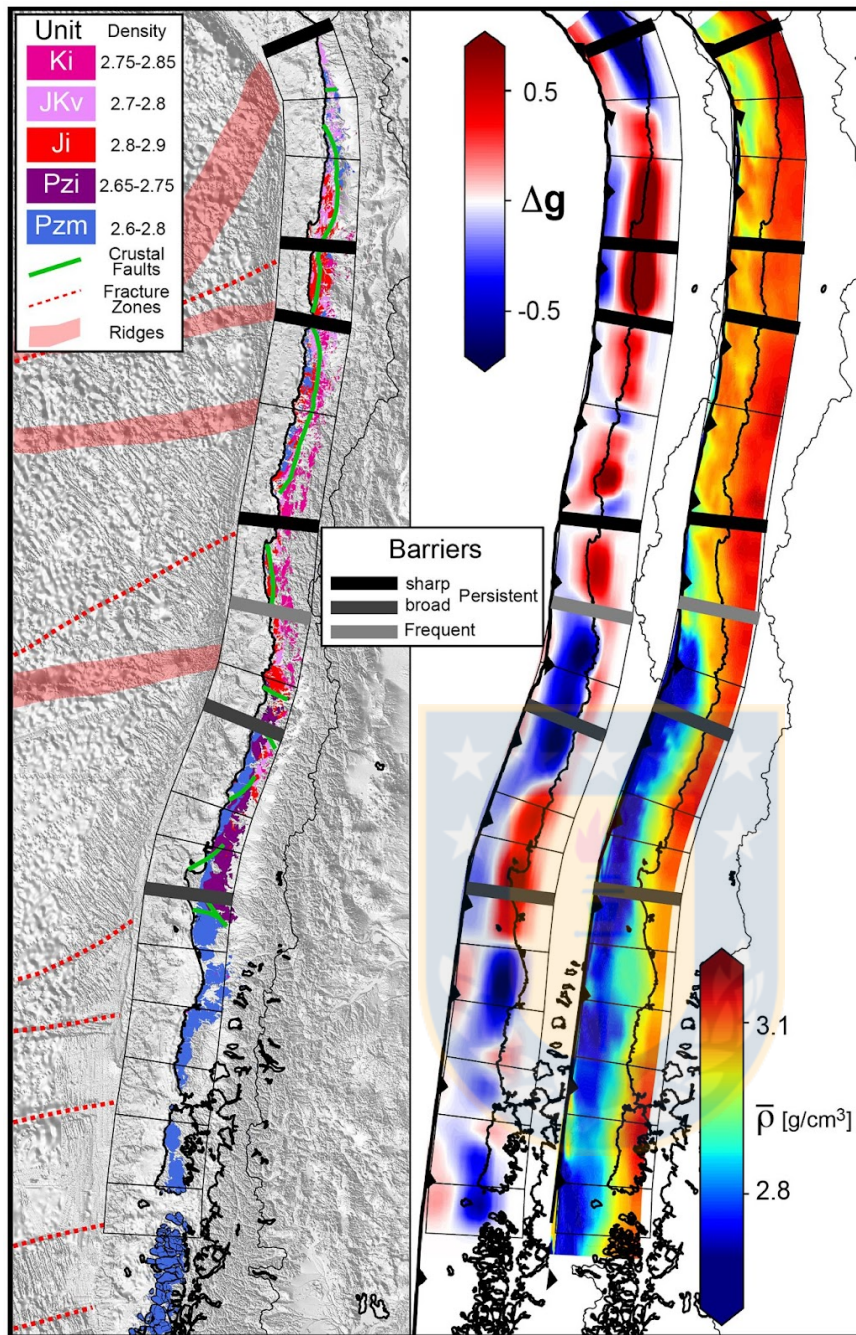 Unit Density
Ki 2.75-2.85
JKv 2.7-2.8
Ji 2.8-2.9
Pzi 2.65-2.75
Pzm 2.6-2.8
Crustal
Faults
Fracture
Zones
Ridges
0.5
Δg
-0.5
Barriers
sharp
broad
Persistent
Frequent
3.1
ρ̅ [g/cm³]
2.8